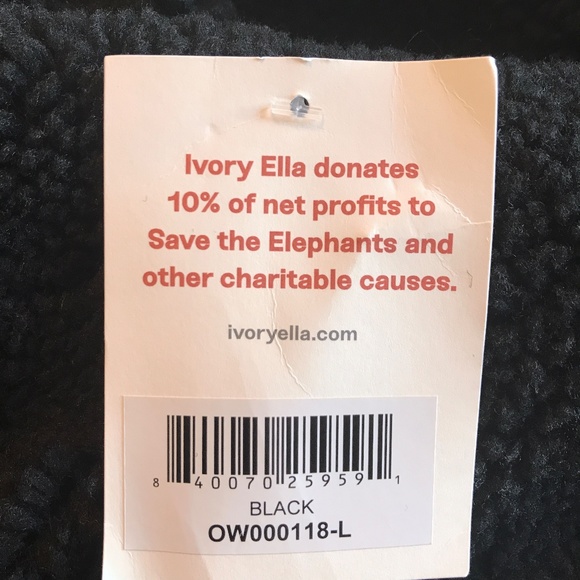 Ivory Ella donates
10% of net profits to
Save the Elephants and
other charitable causes.
ivoryella.com
8 40070 25959 1
BLACK
OW000118-L